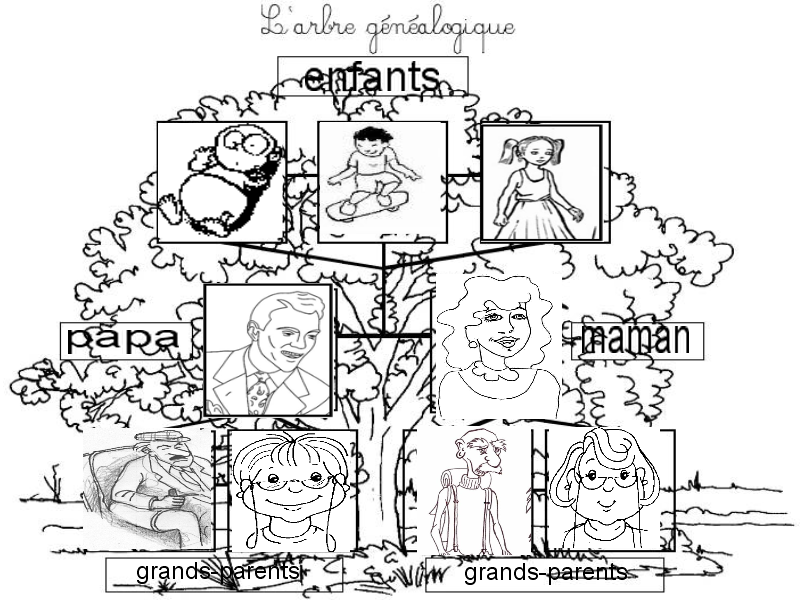 L'arbre généalogique
enfants
papa
maman
grands-parents
grands-parents